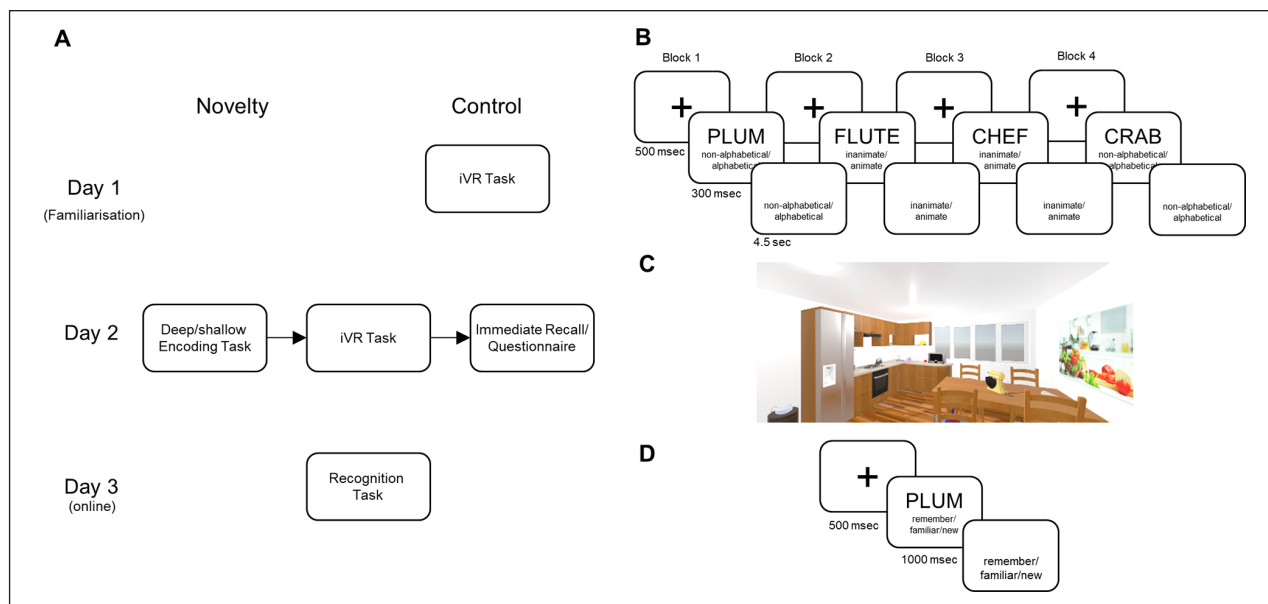 A
Novelty
Control
iVR Task
Day 1
(Familiarisation)
Day 2
Deep/shallow
Encoding Task
iVR Task
Immediate Recall/
Questionnaire
Day 3
(online)
Recognition
Task
B
Block 1
Block 2
Block 3
Block 4
+
+
+
+
500 msec
PLUM
non-alphabetical/
alphabetical
FLUTE
inanimate/
animate
CHEF
inanimate/
animate
CRAB
non-alphabetical/
alphabetical
300 msec
non-alphabetical/
alphabetical
inanimate/
animate
inanimate/
animate
non-alphabetical/
alphabetical
4.5 sec
C
D
+
500 msec
PLUM
remember/
familiar/new
1000 msec
remember/
familiar/new